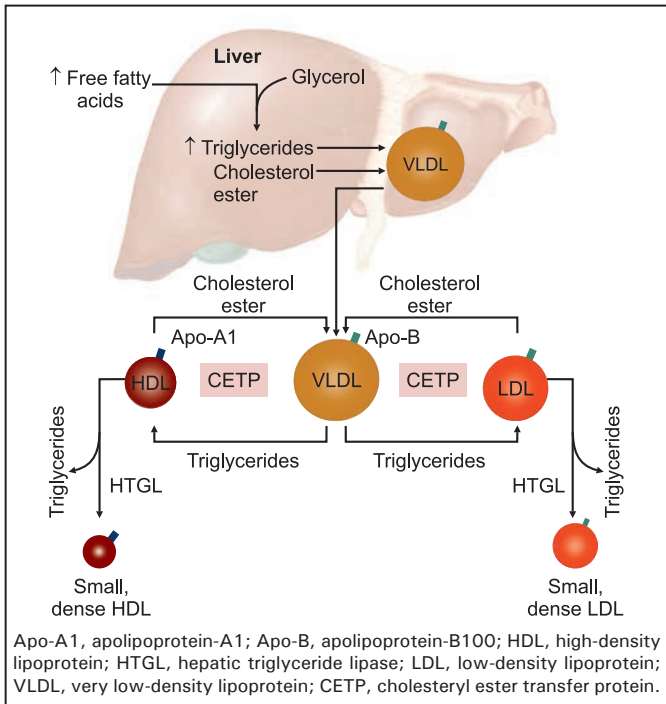 Liver
↑ Free fatty
acids
Glycerol
↑ Triglycerides
Cholesterol
ester
VLDL
Cholesterol
ester
Cholesterol
ester
Apo-A1
Apo-B
HDL
CETP
VLDL
CETP
LDL
Triglycerides
Triglycerides
Triglycerides
HTGL
HTGL
Triglycerides
Small,
dense HDL
Small,
dense LDL
Apo-A1, apolipoprotein-A1; Apo-B, apolipoprotein-B100; HDL, high-density
lipoprotein; HTGL, hepatic triglyceride lipase; LDL, low-density lipoprotein;
VLDL, very low-density lipoprotein; CETP, cholesteryl ester transfer protein.